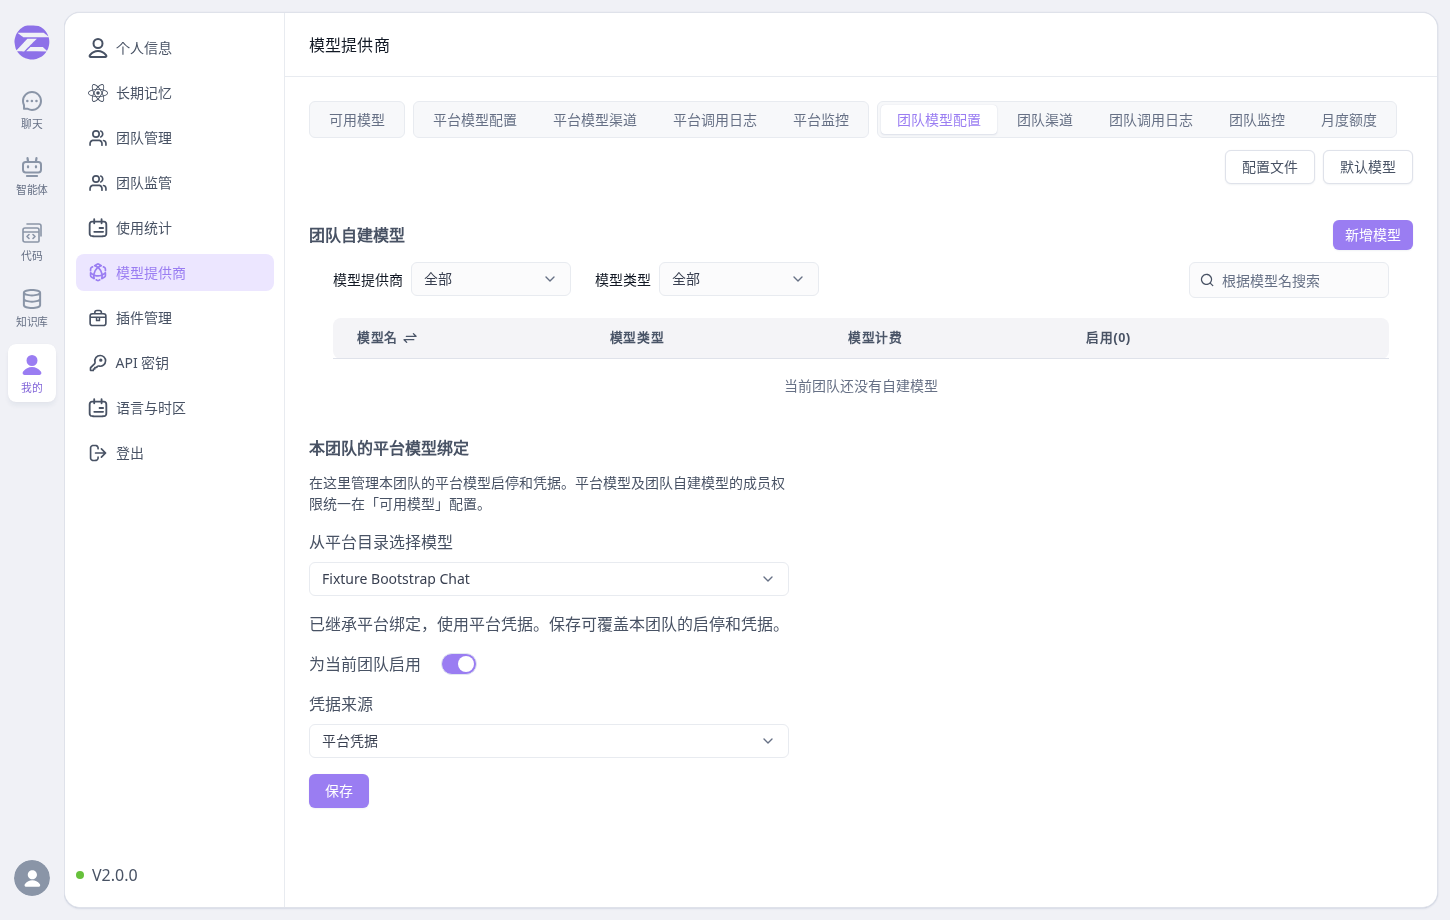 聊天
智能体
代码
知识库
我的
个人信息
长期记忆
团队管理
团队监管
使用统计
模型提供商
插件管理
API 密钥
语言与时区
登出
V2.0.0
模型提供商
可用模型 平台模型配置 平台模型渠道 平台调用日志 平台监控 团队模型配置 团队渠道 团队调用日志 团队监控 月度额度
配置文件 默认模型
团队自建模型 新增模型
模型提供商 全部 模型类型 全部 根据模型名搜索
模型名 模型类型 模型计费 启用(0)
当前团队还没有自建模型
本团队的平台模型绑定
在这里管理本团队的平台模型启停和凭据。平台模型及团队自建模型的成员权
限统一在「可用模型」配置。
从平台目录选择模型
Fixture Bootstrap Chat
已继承平台绑定，使用平台凭据。保存可覆盖本团队的启停和凭据。
为当前团队启用
凭据来源
平台凭据
保存